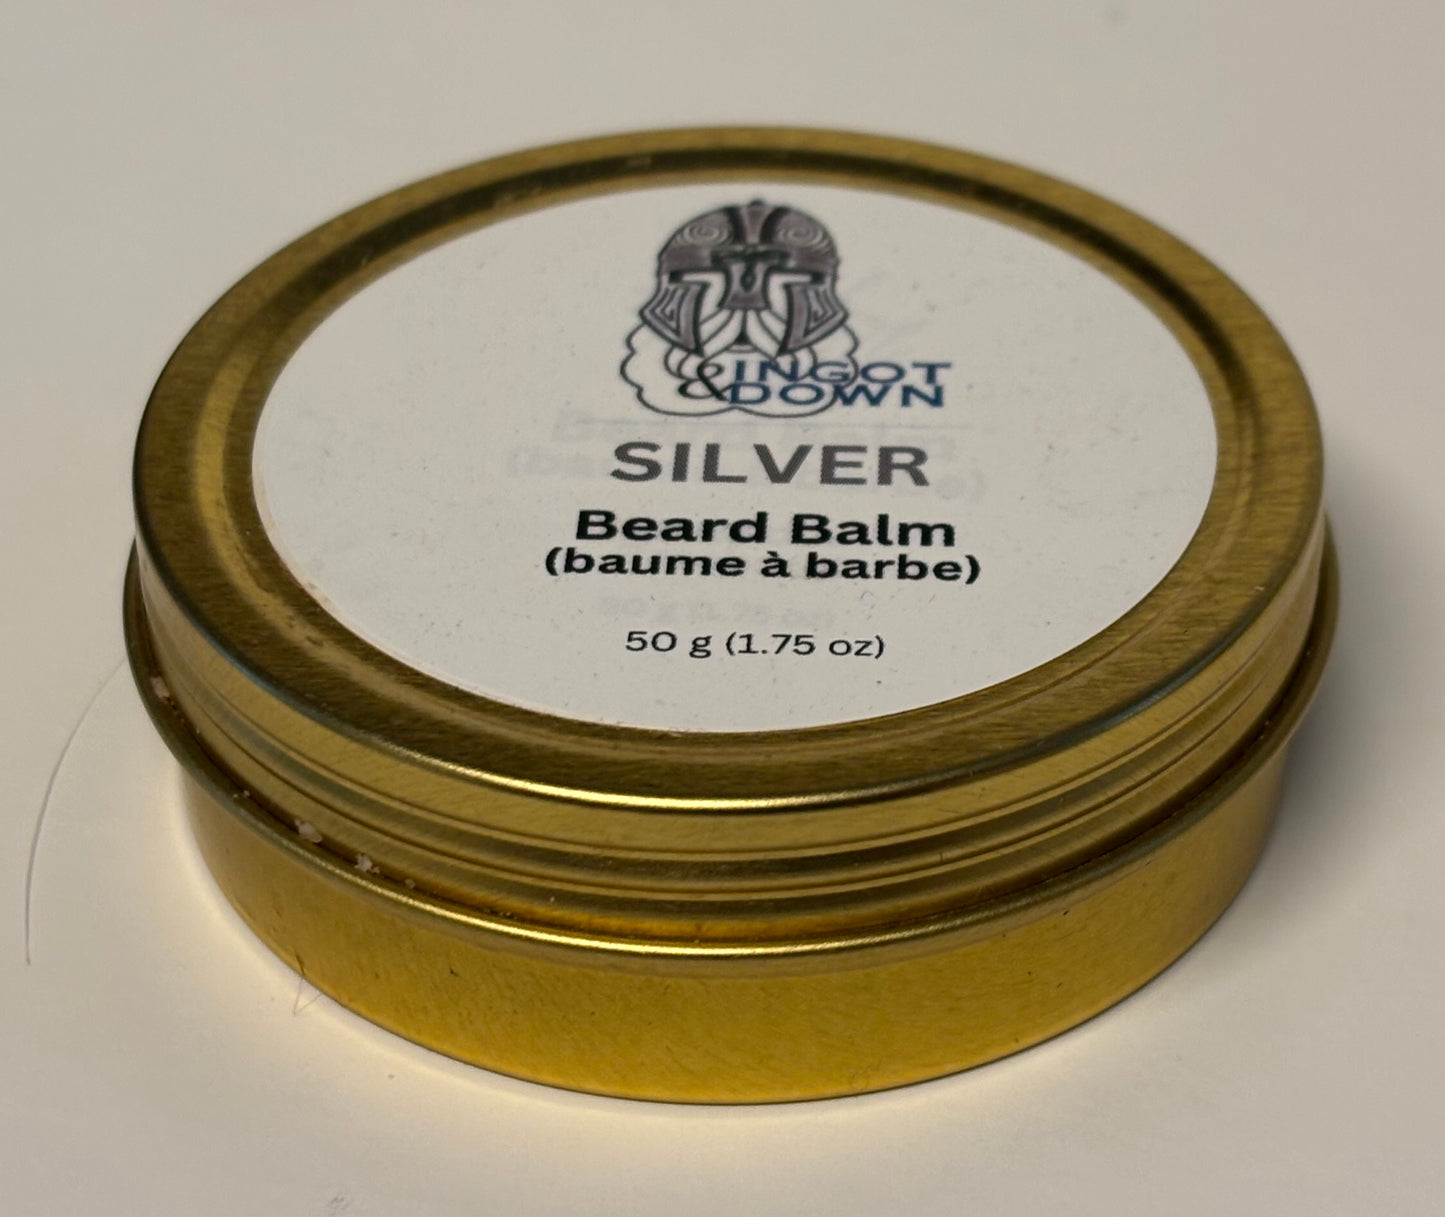 INGOT
& DOWN
SILVER
Beard Balm
(baume à barbe)
50 g (1.75 oz)